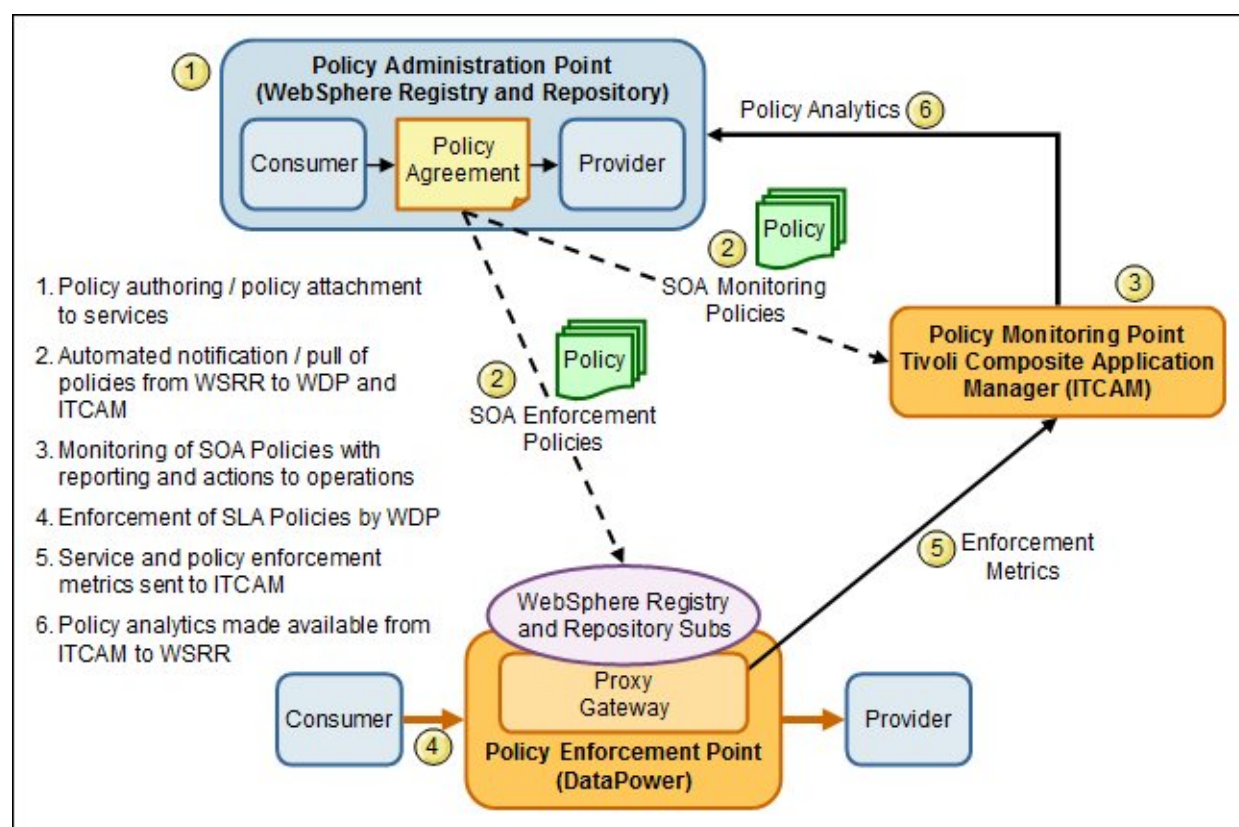 1
Policy Administration Point
(WebSphere Registry and Repository)
Consumer
Policy
Agreement
Provider
Policy Analytics
6
2
Policy
SOA Monitoring
Policies
3
Policy Monitoring Point
Tivoli Composite Application
Manager (ITCAM)
2
Policy
SOA Enforcement
Policies
1. Policy authoring / policy attachment
to services
2. Automated notification / pull of
policies from WSRR to WDP and
ITCAM
3. Monitoring of SOA Policies with
reporting and actions to operations
4. Enforcement of SLA Policies by WDP
5. Service and policy enforcement
metrics sent to ITCAM
6. Policy analytics made available from
ITCAM to WSRR
5
Enforcement
Metrics
WebSphere Registry
and Repository Subs
Proxy
Gateway
Policy Enforcement Point
(DataPower)
Consumer
4
Provider